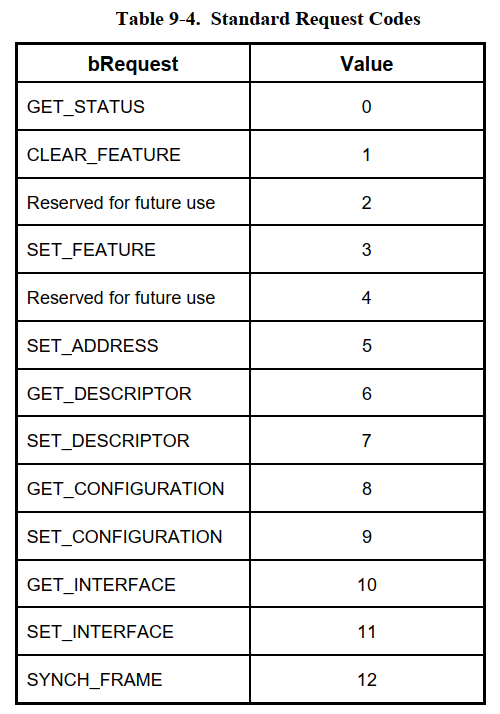 Table 9-4. Standard Request Codes
bRequest Value
GET_STATUS 0
CLEAR_FEATURE 1
Reserved for future use 2
SET_FEATURE 3
Reserved for future use 4
SET_ADDRESS 5
GET_DESCRIPTOR 6
SET_DESCRIPTOR 7
GET_CONFIGURATION 8
SET_CONFIGURATION 9
GET_INTERFACE 10
SET_INTERFACE 11
SYNCH_FRAME 12